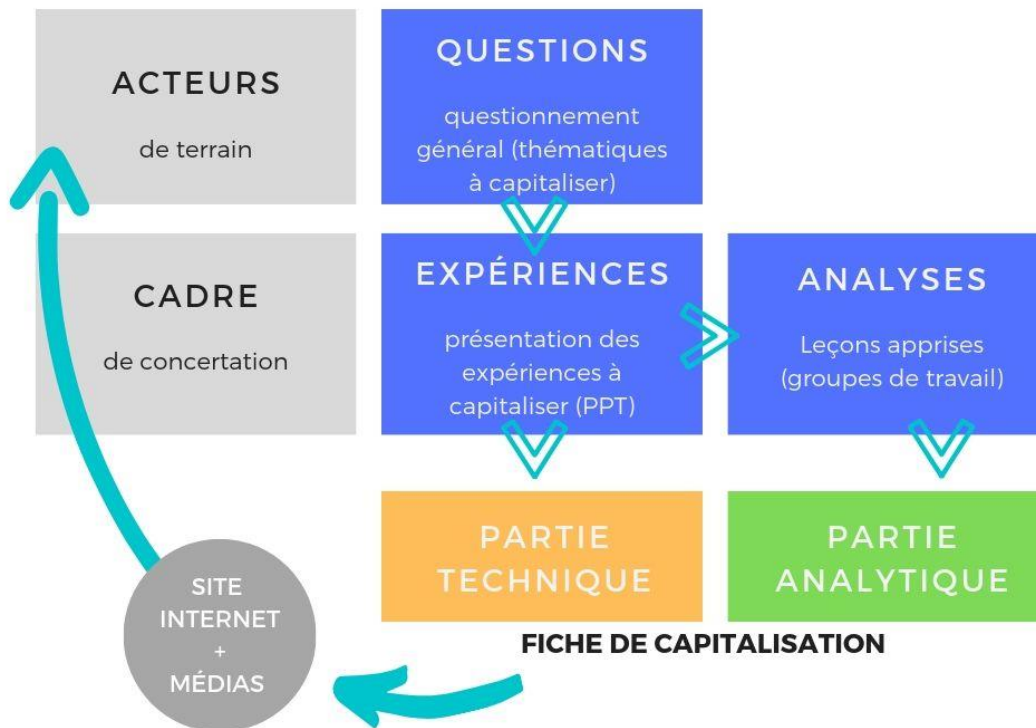 ACTEURS
de terrain
QUESTIONS
questionnement
général (thématiques
à capitaliser)
CADRE
de concertation
EXPÉRIENCES
présentation des
expériences à
capitaliser (PPT)
ANALYSES
Leçons apprises
(groupes de travail)
PARTIE
TECHNIQUE
PARTIE
ANALYTIQUE
FICHE DE CAPITALISATION
SITE
INTERNET
+
MÉDIAS